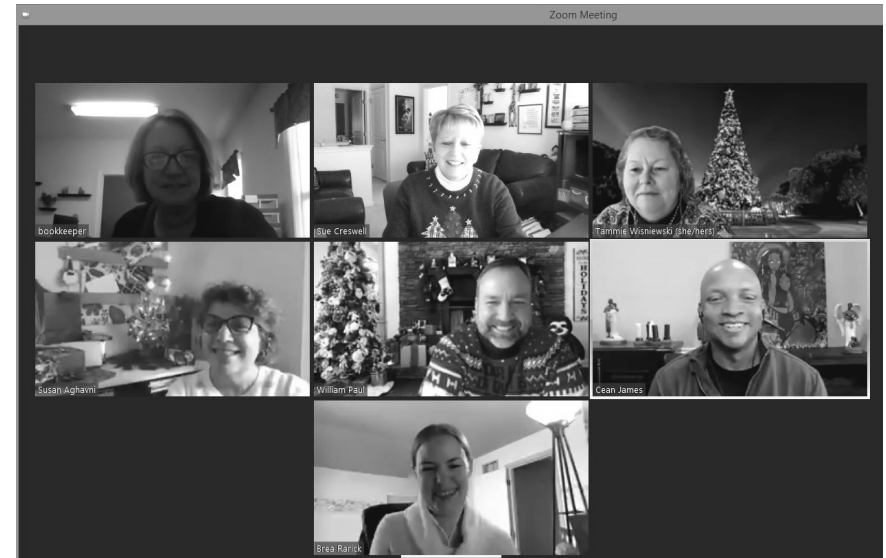 Zoom Meeting
bookkeeper
Sue Creswell
Tammie Wisniewski (she/hers)
Susan Aghavni
William Paul
HOLIDAYS
Cean James
Brea Rarick